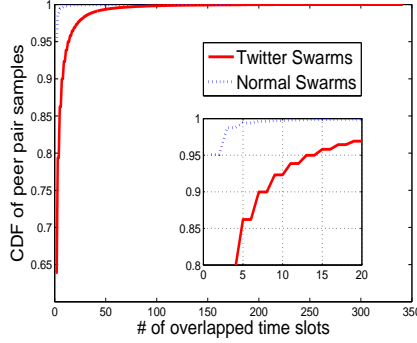 CDF of peer pair samples
1
0.95
0.9
0.85
0.8
0.75
0.7
0.65
Twitter Swarms
Normal Swarms
1
0.95
0.9
0.85
0.8
0 5 10 15 20
0 50 100 150 200 250 300 350
# of overlapped time slots